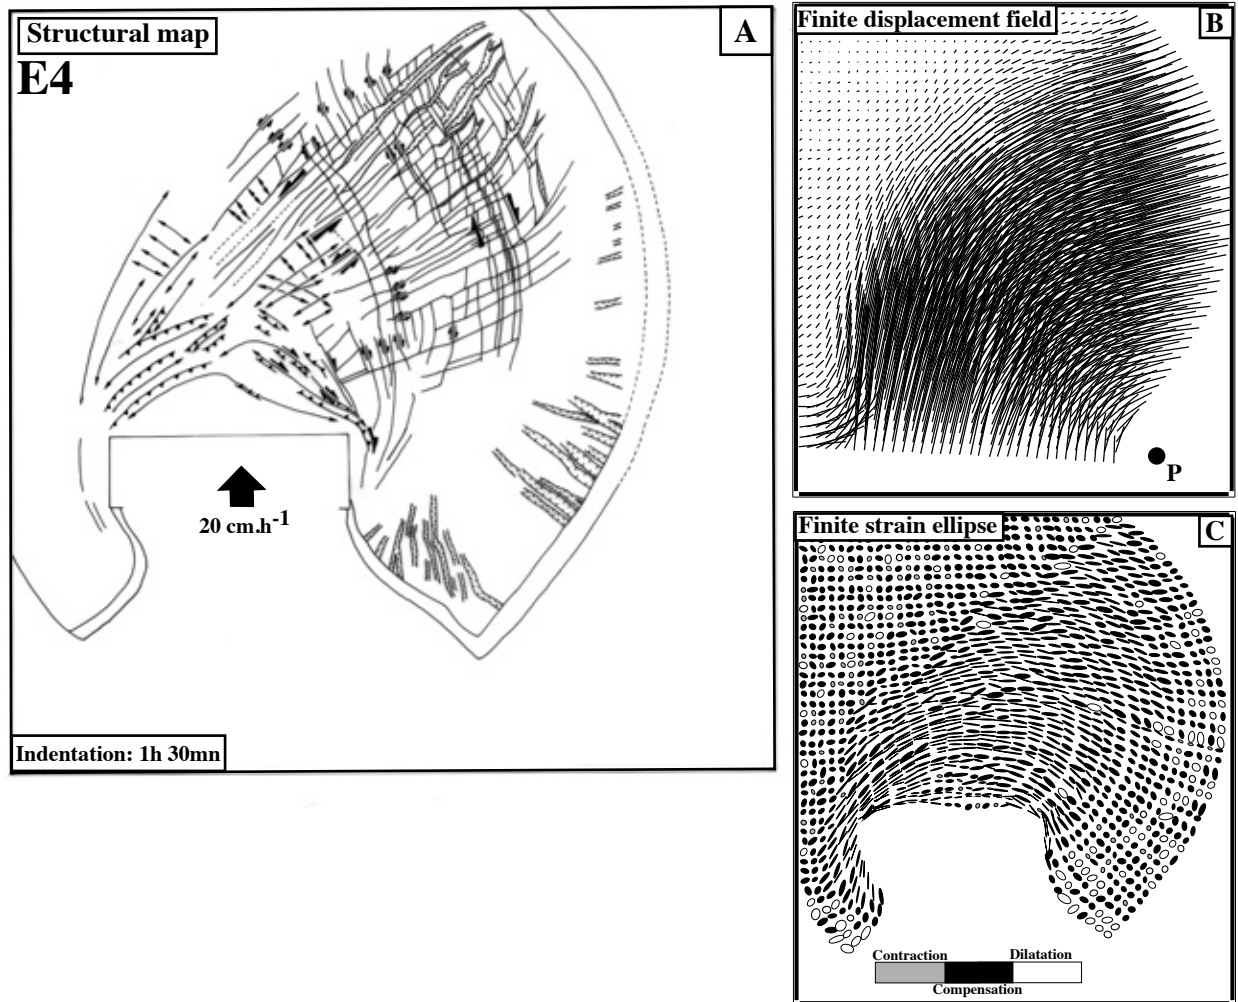 Structural map
A
E4
20 cm.h-1
Indentation: 1h 30mn
Finite displacement field
B
P
Finite strain ellipse
C
Contraction
Dilatation
Compensation